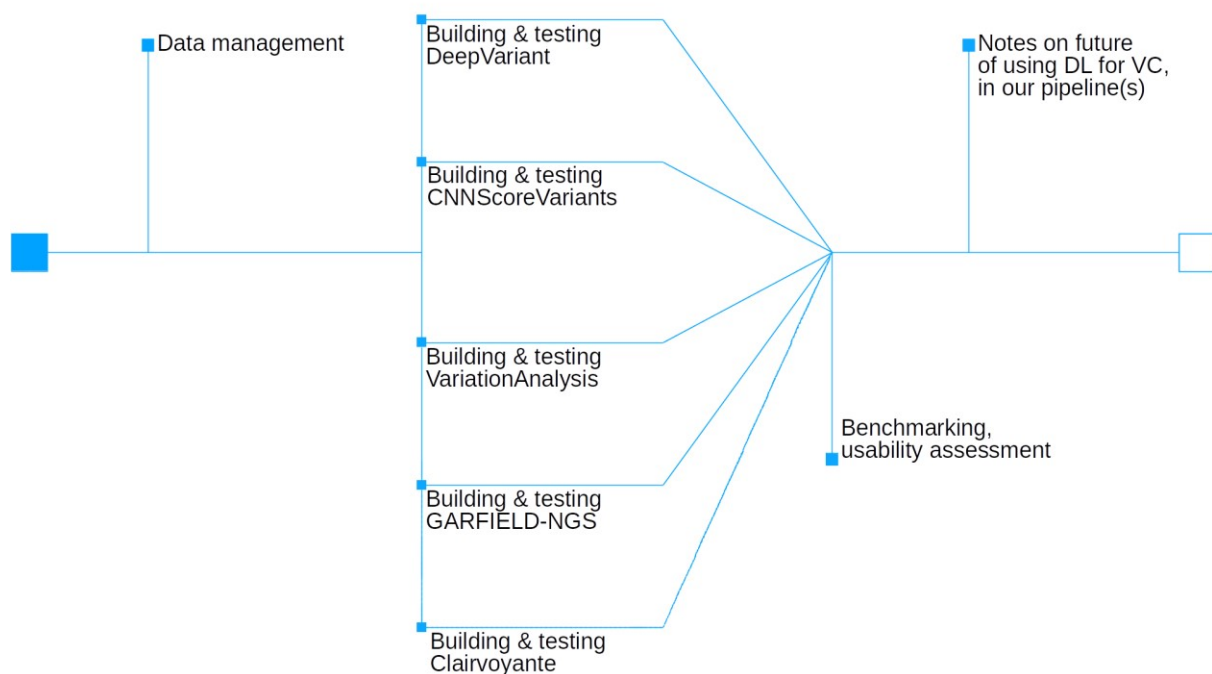 Data management
Building & testing
DeepVariant
Building & testing
CNNScoreVariants
Building & testing
VariationAnalysis
Building & testing
GARFIELD-NGS
Building & testing
Clairvoyante
Benchmarking,
usability assessment
Notes on future
of using DL for VC,
in our pipeline(s)